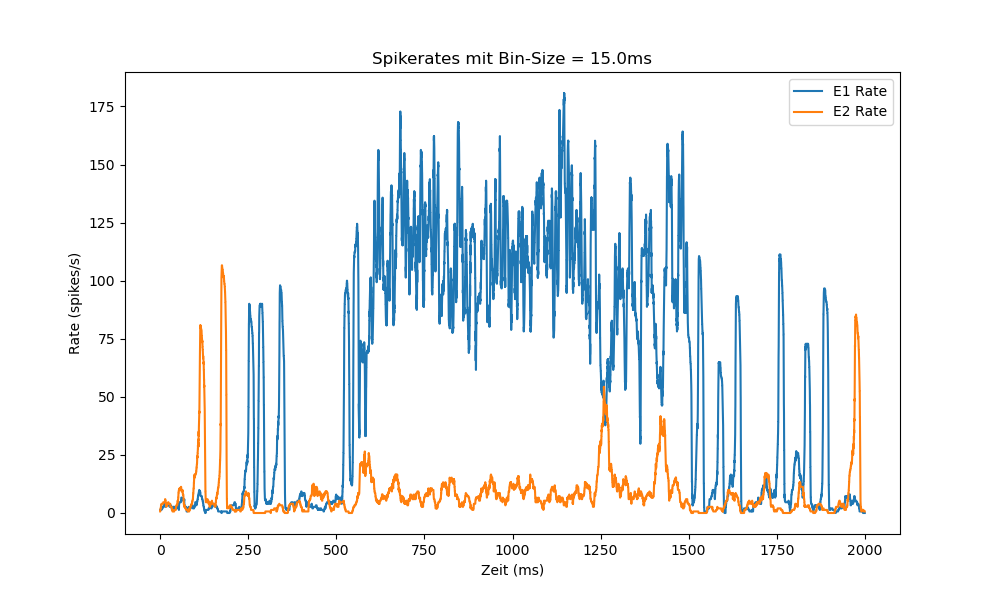 Spikerates mit Bin-Size = 15.0ms
E1 Rate
E2 Rate
Rate (spikes/s)
175
150
125
100
75
50
25
0
0 250 500 750 1000 1250 1500 1750 2000
Zeit (ms)